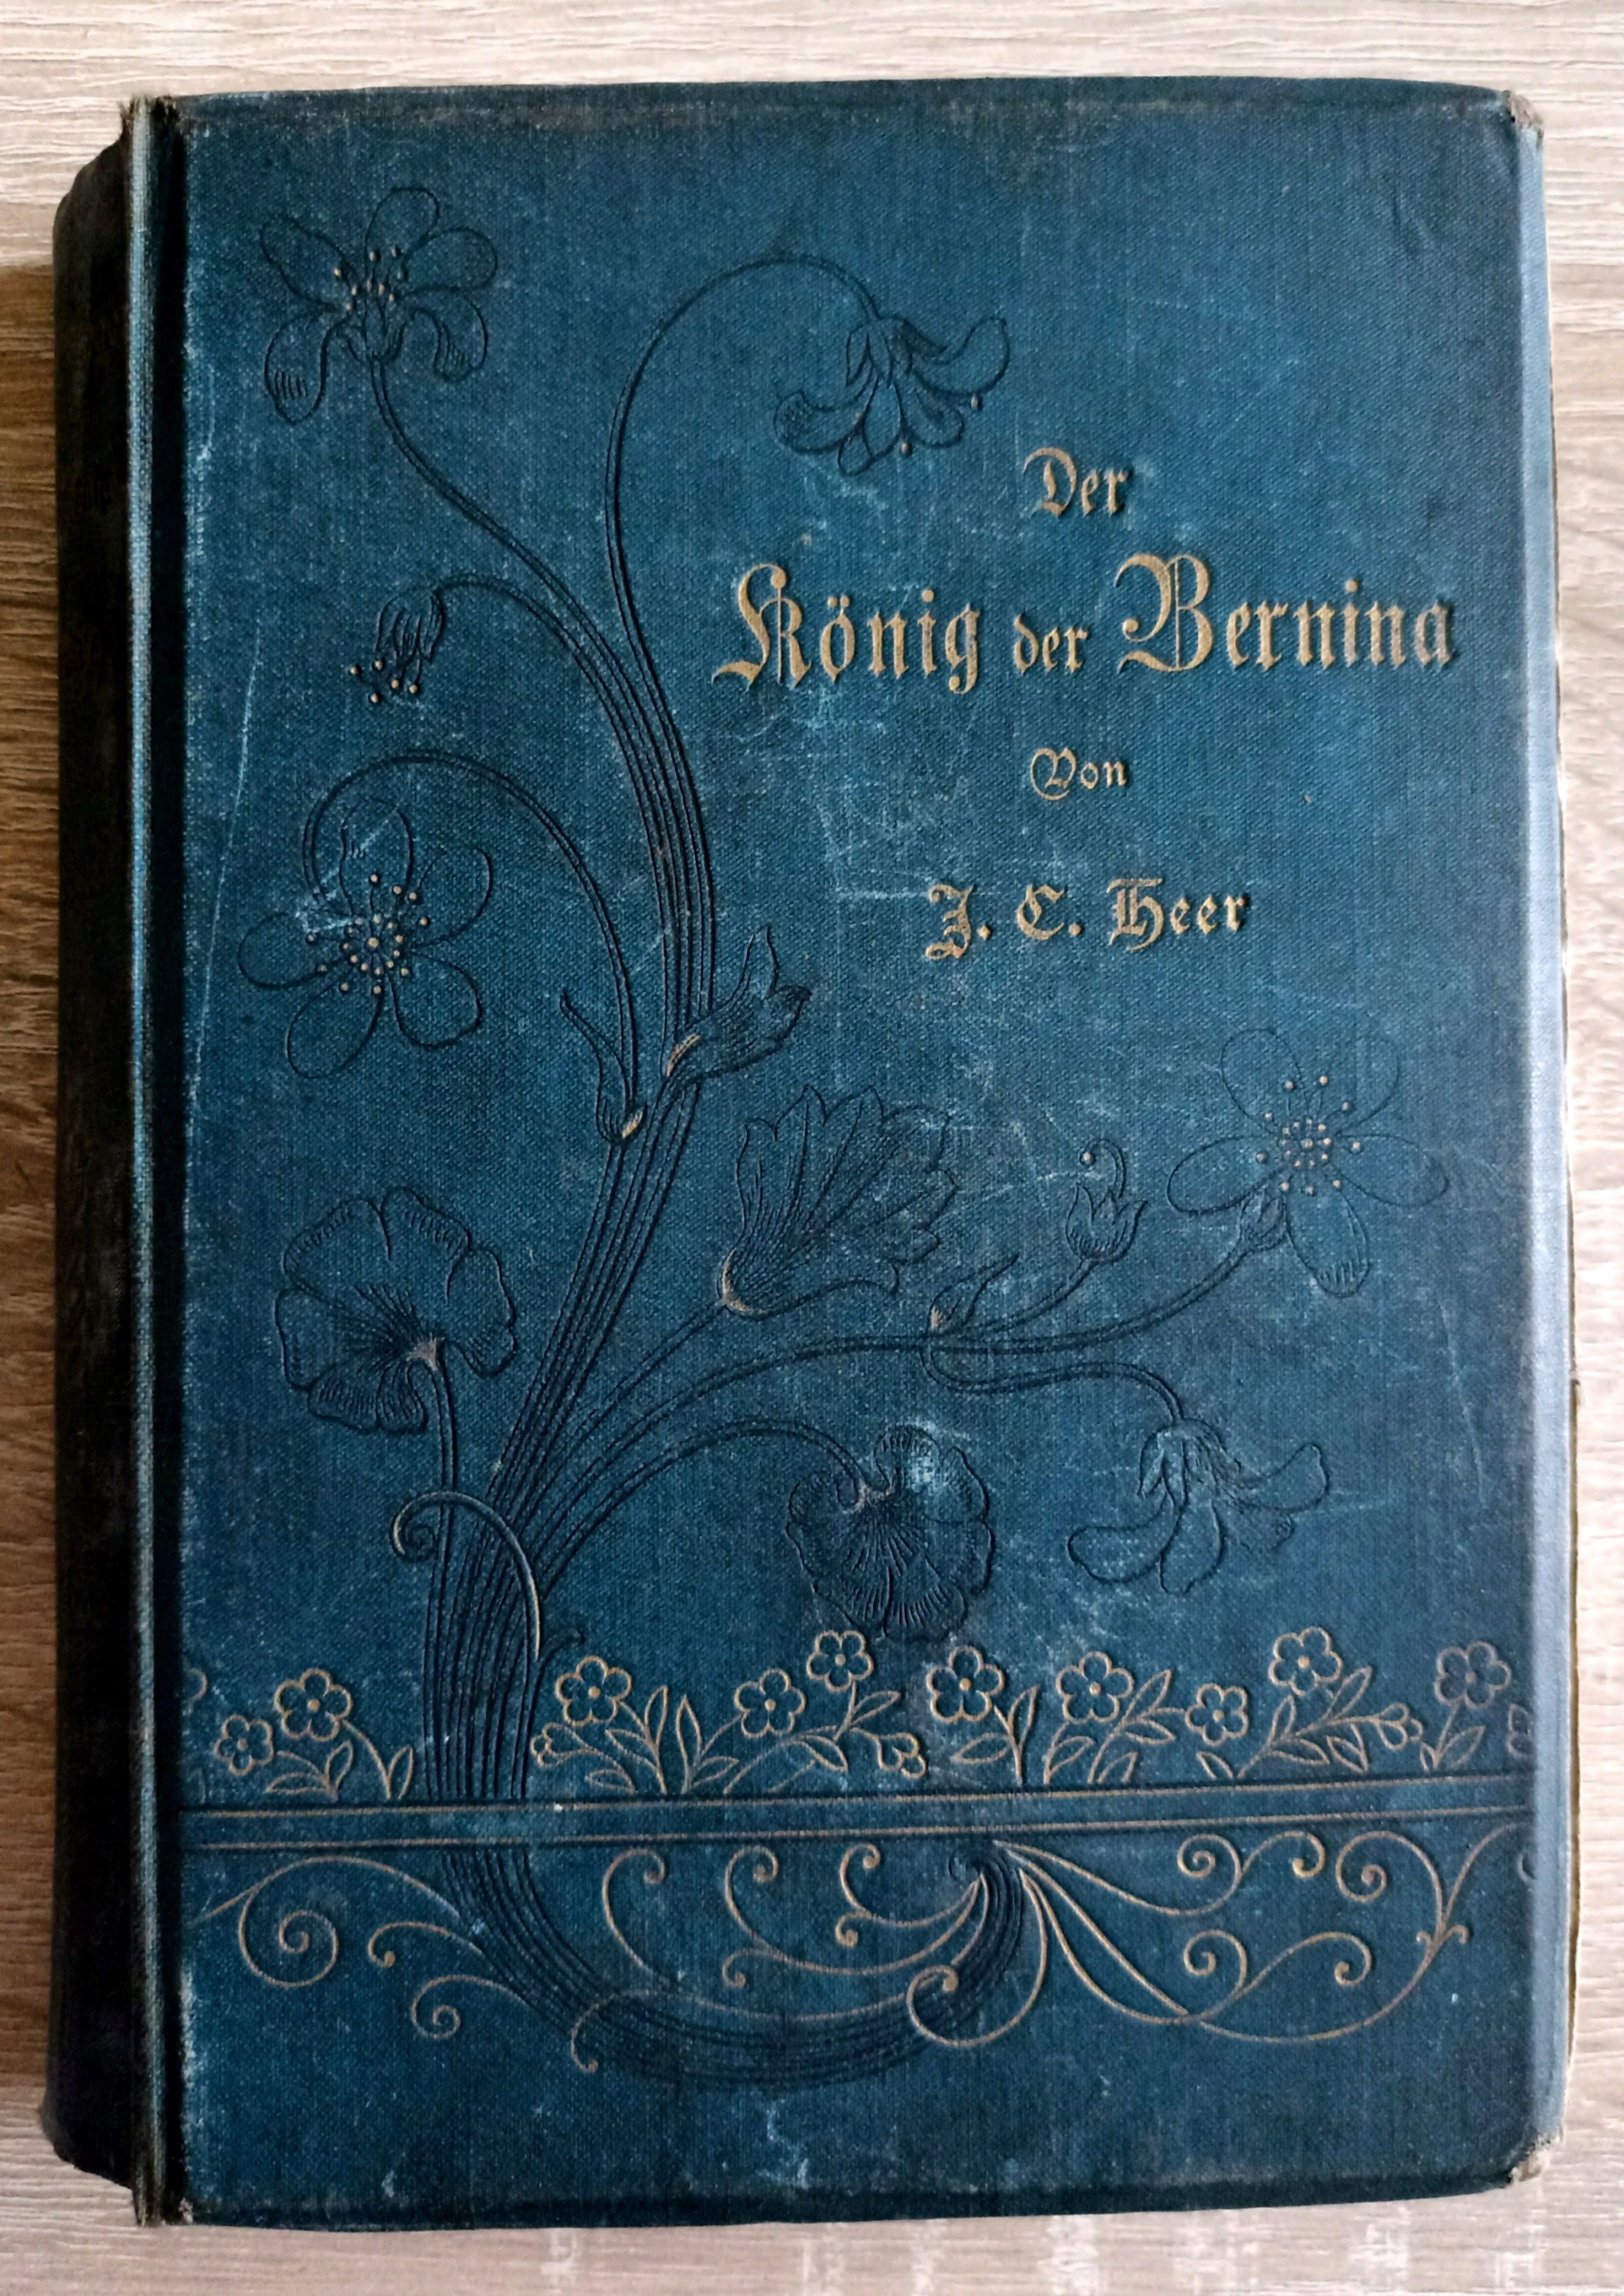 Der
König der Bernina
Von
J. C. Heer